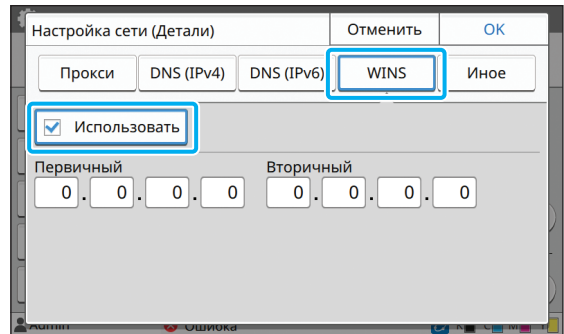 Настройка сети (Детали) Отменить OK
Прокси DNS (IPv4) DNS (IPv6) WINS Иное
Использовать
Первичный Вторичный
0 . 0 . 0 . 0 0 . 0 . 0 . 0
Admin Ошибка K C M